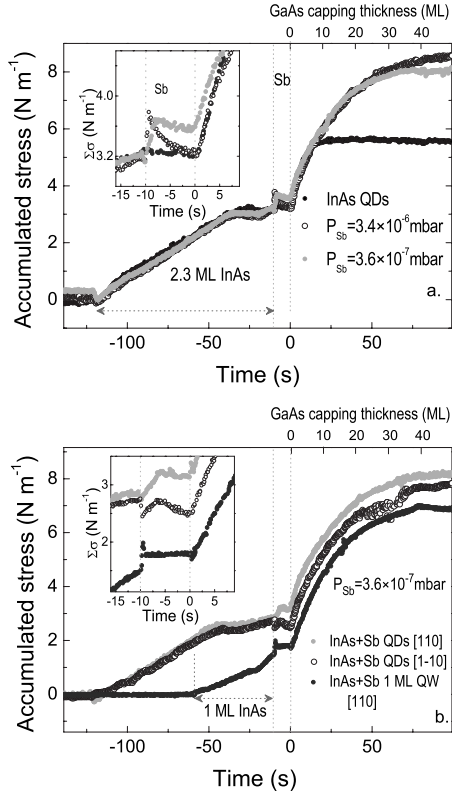 GaAs capping thickness (ML)
0 10 20 30 40
Accumulated stress (N m⁻¹)
8
6
4
2
0
Σσ (N m⁻¹)
4.0
3.2
Sb
-15 -10 -5 0 5
Time (s)
Sb
InAs QDs
P_Sb=3.4×10⁻⁶mbar
P_Sb=3.6×10⁻⁷mbar
2.3 ML InAs
a.
-100 -50 0 50
Time (s)
GaAs capping thickness (ML)
0 10 20 30 40
Accumulated stress (N m⁻¹)
8
6
4
2
0
Σσ (N m⁻¹)
3
2
-15 -10 -5 0 5
Time (s)
P_Sb=3.6×10⁻⁷mbar
InAs+Sb QDs [110]
InAs+Sb QDs [1-10]
InAs+Sb 1 ML QW
[110]
1 ML InAs
b.
-100 -50 0 50
Time (s)